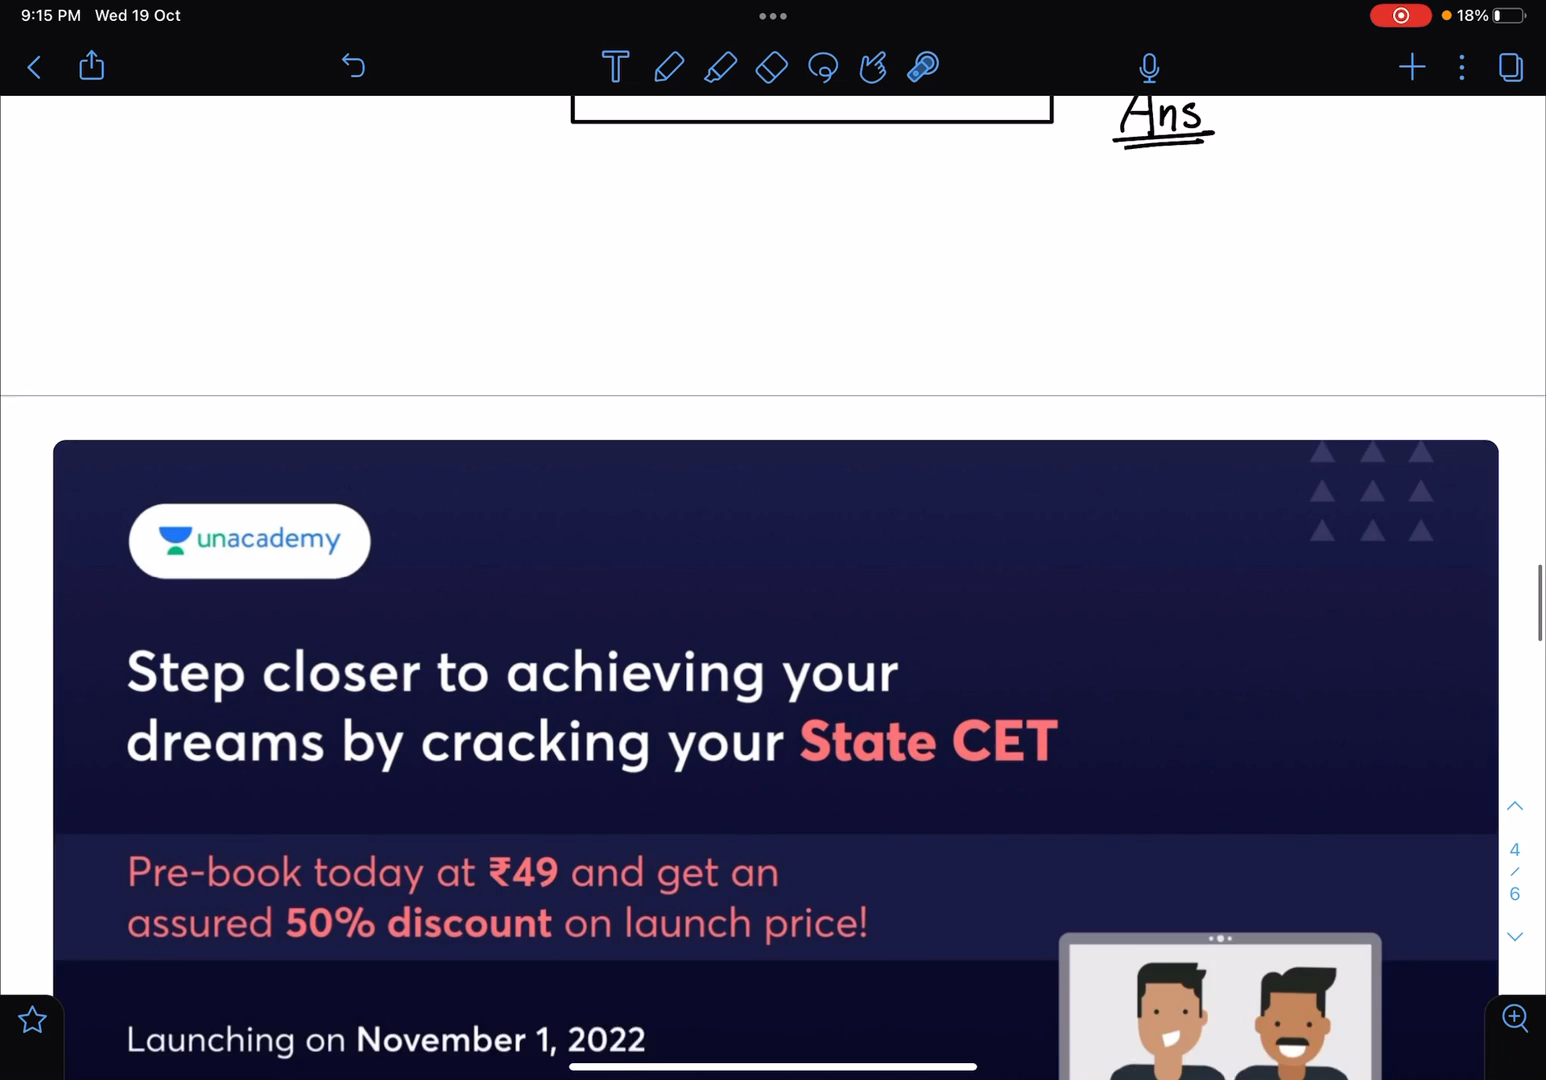 9:15 PM Wed 19 Oct
18%
Ans
unacademy
Step closer to achieving your
dreams by cracking your State CET
Pre-book today at ₹49 and get an
assured 50% discount on launch price!
4
/
6
Launching on November 1, 2022